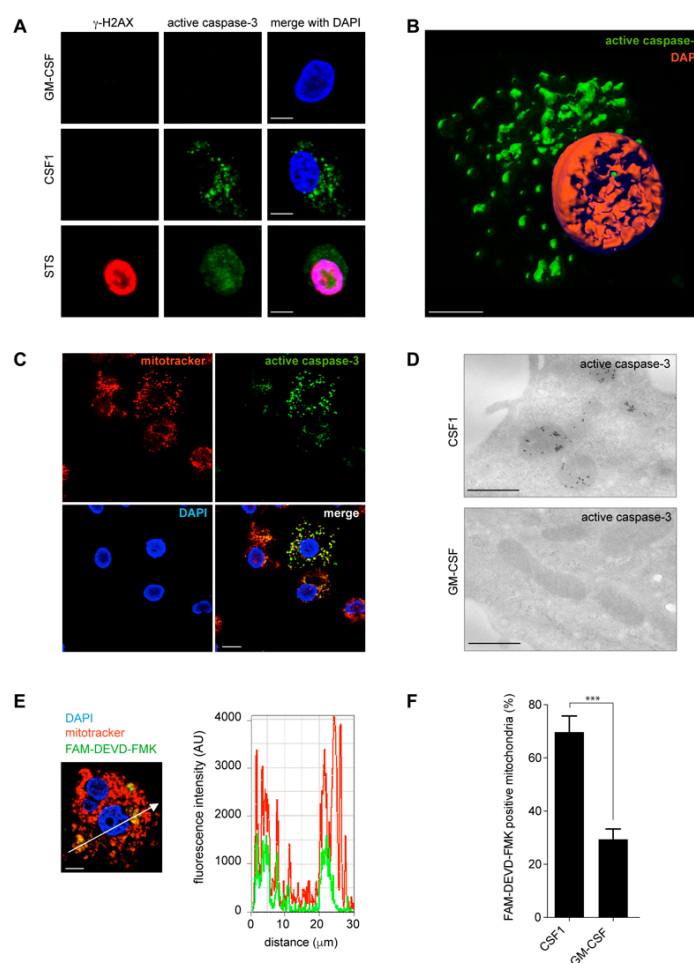 A
γ-H2AX
active caspase-3
merge with DAPI
GM-CSF
CSF1
STS
B
active caspase-
DAP
C
mitotracker
active caspase-3
DAPI
merge
D
active caspase-3
CSF1
active caspase-3
GM-CSF
E
DAPI
mitotracker
FAM-DEVD-FMK
fluorescence intensity (AU)
4000
3000
2000
1000
0
0 10 20 30
distance (μm)
F
FAM-DEVD-FMK positive mitochondria (%)
80
60
40
20
0
***
CSF1
GM-CSF